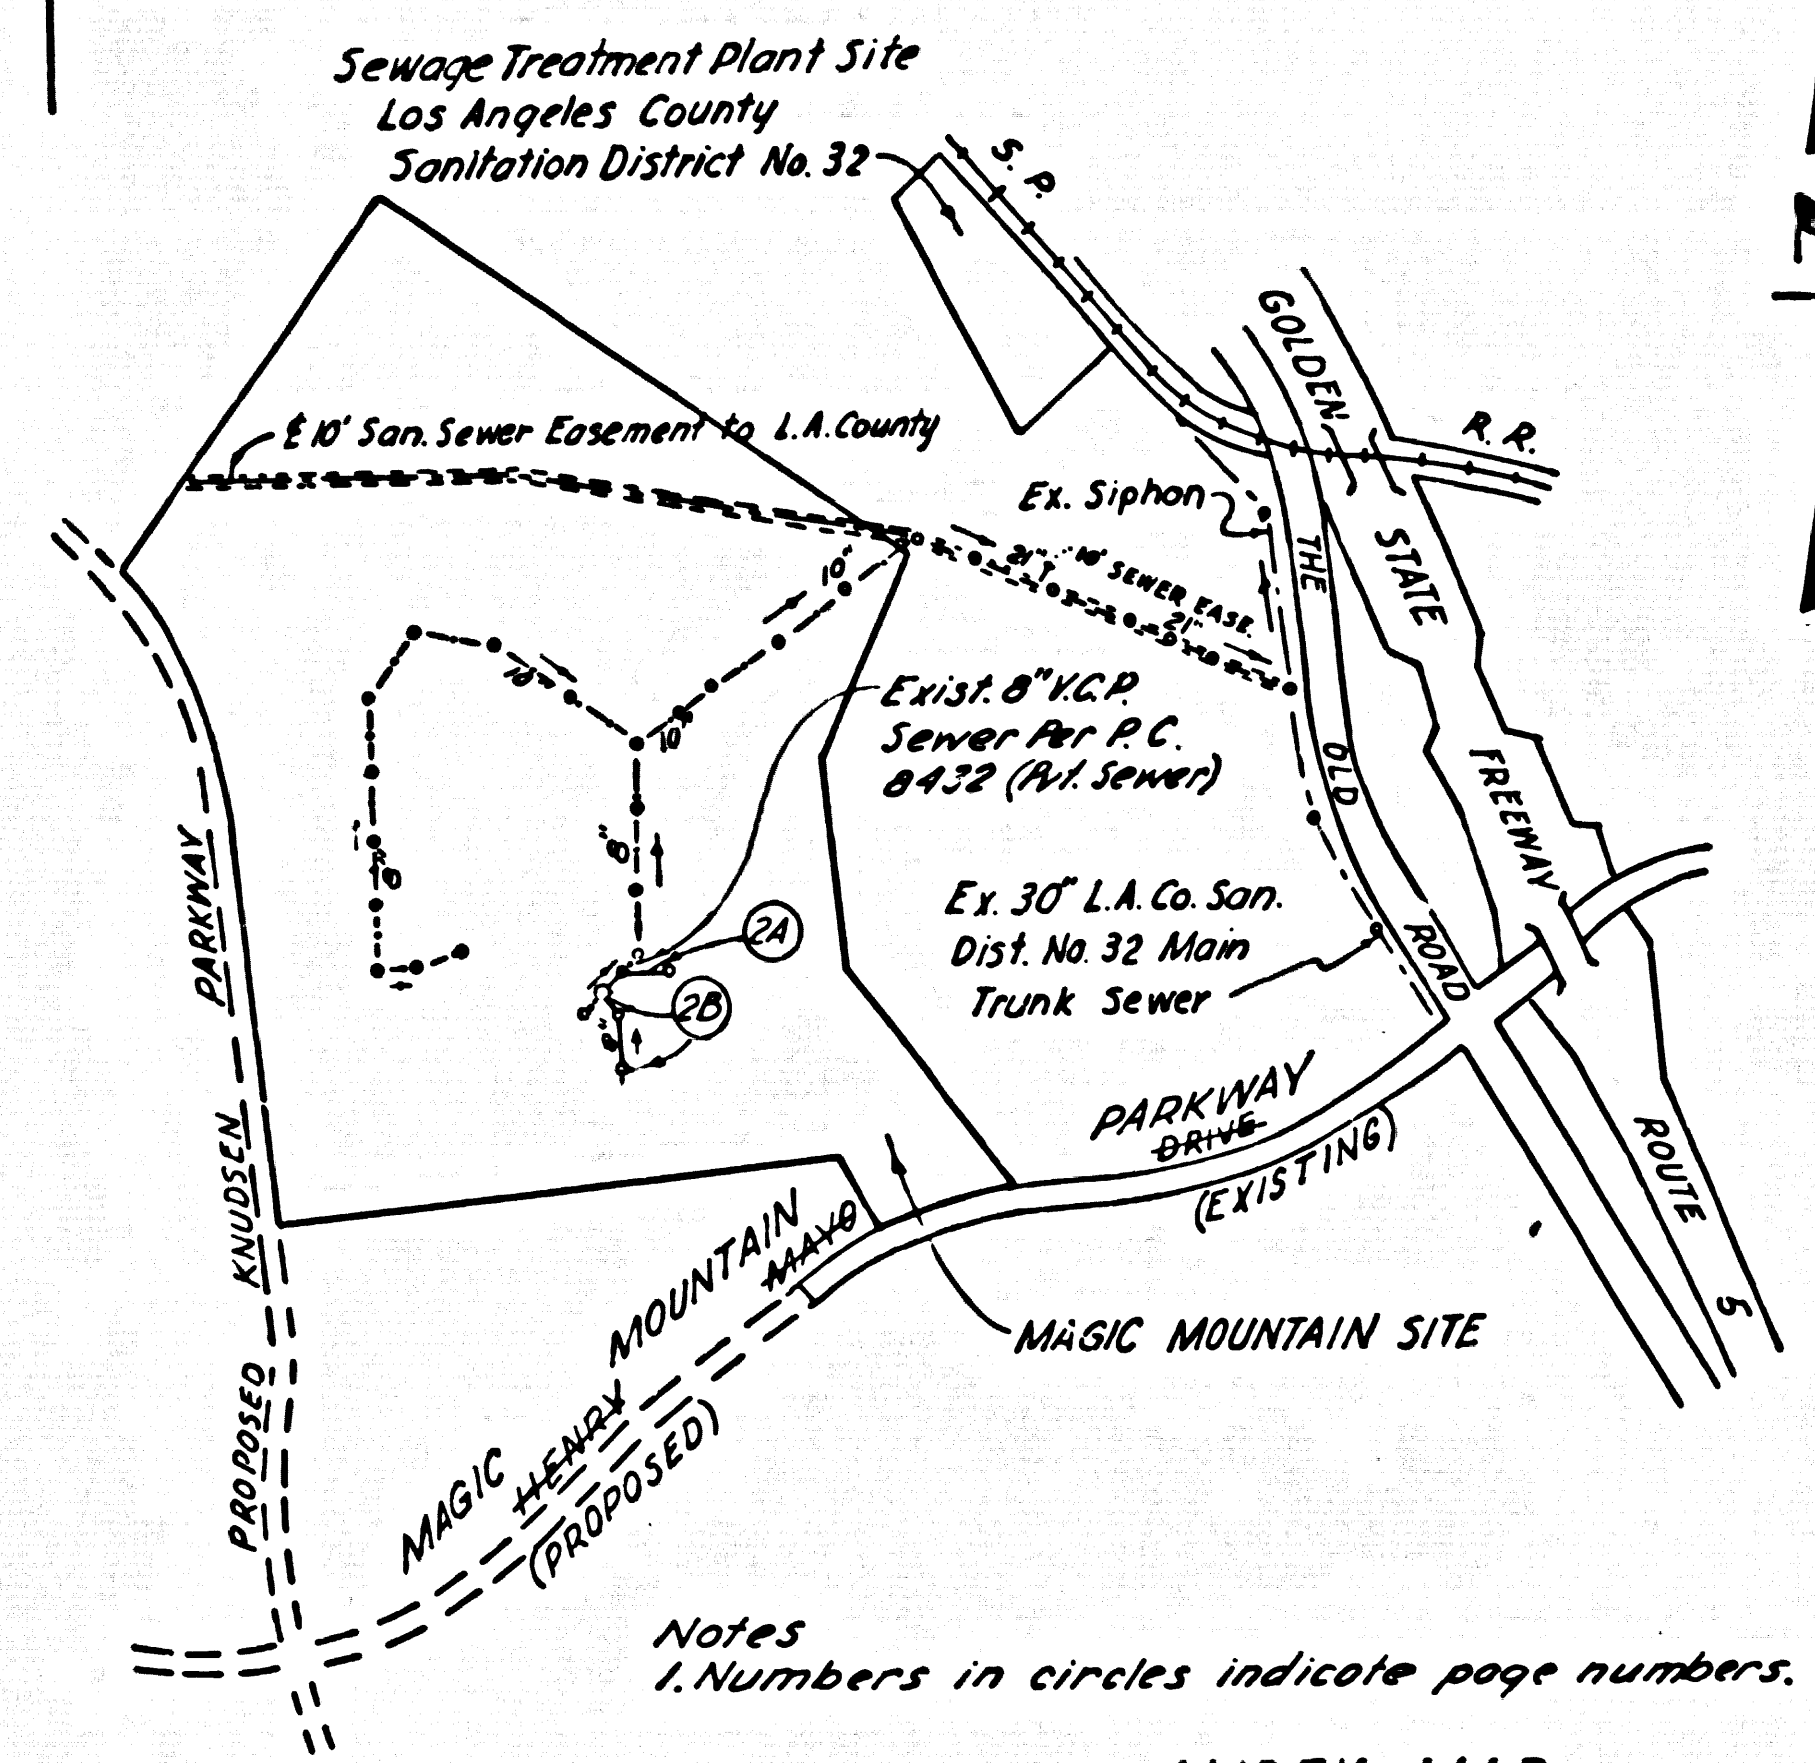 Sewage Treatment Plant Site
Los Angeles County
Sanitation District No. 32
S. P.
GOLDEN
R. R.
10' San. Sewer Easement to L.A. County
Ex. Siphon
THE
STATE
21"
10' SEWER EASE.
21"
10"
10"
10"
Exist. 8" V.C.P.
Sewer Per P. C.
8432 (Pvt. Sewer)
OLD
FREEWAY
8"
8"
PARKWAY
2A
Ex. 30" L.A. Co. San.
Dist. No. 32 Main
Trunk Sewer
ROAD
2B
8"
PARKWAY
DRIVE
(EXISTING)
ROUTE
5
KNUDSEN
MOUNTAIN
MAYO
MAGIC MOUNTAIN SITE
PROPOSED
MAGIC
HENRY
(PROPOSED)
Notes
1. Numbers in circles indicate page numbers.